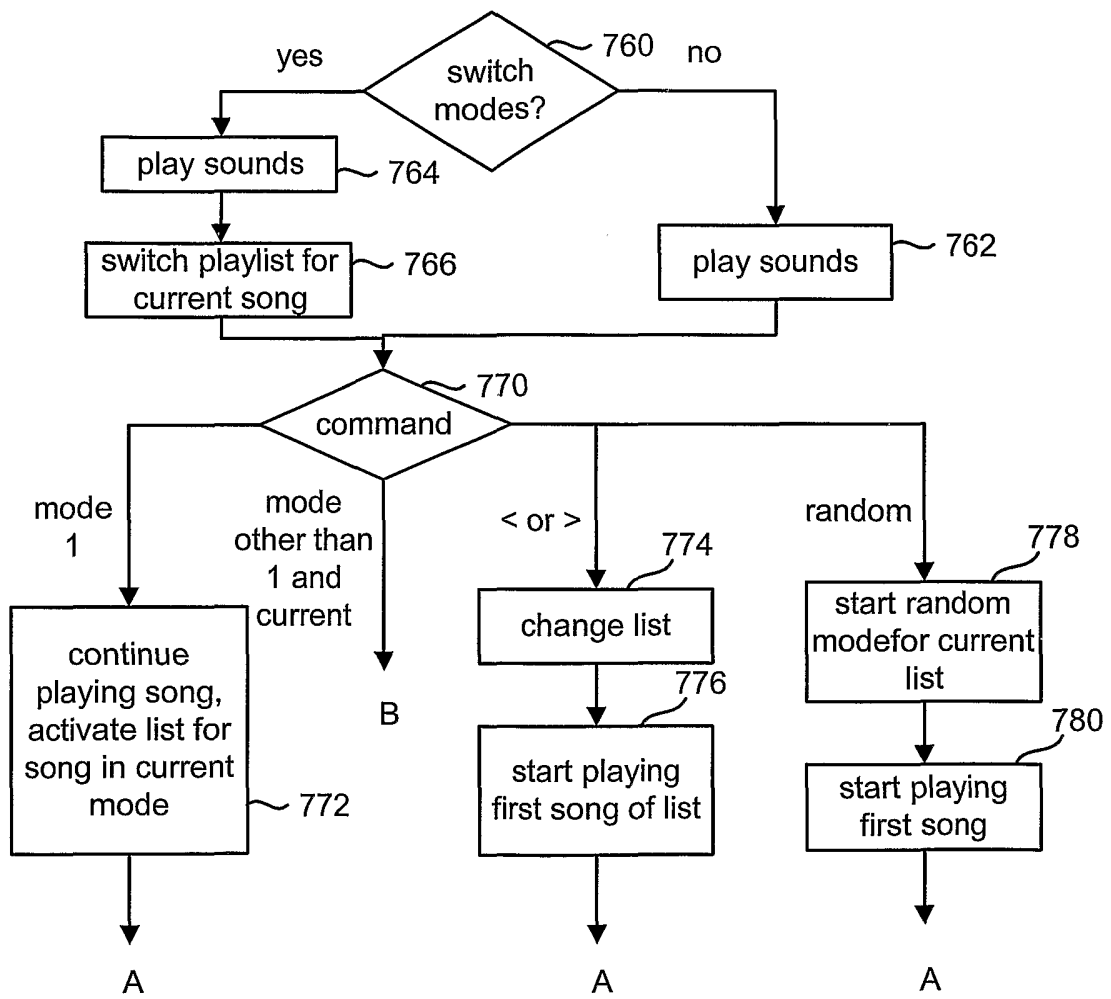 760
yes
no
switch
modes?
play sounds
764
switch playlist for
current song
766
762
play sounds
770
command
mode
1
mode
other than
1 and
current
< or >
random
774
778
change list
start random
modefor current
list
continue
playing song,
activate list for
song in current
mode
B
776
780
start playing
first song of list
start playing
first song
772
A
A
A